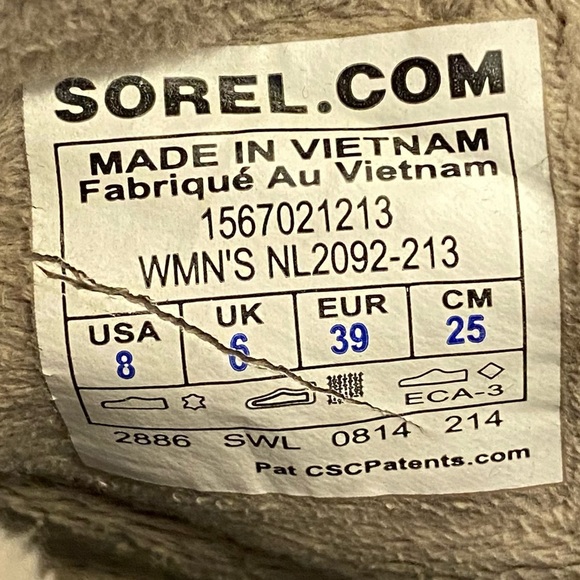 SOREL.COM
MADE IN VIETNAM
Fabriqué Au Vietnam
1567021213
WMN'S NL2092-213
USA UK EUR CM
8 6 39 25
ECA-3
2886 SWL 0814 214
Pat CSCPatents.com